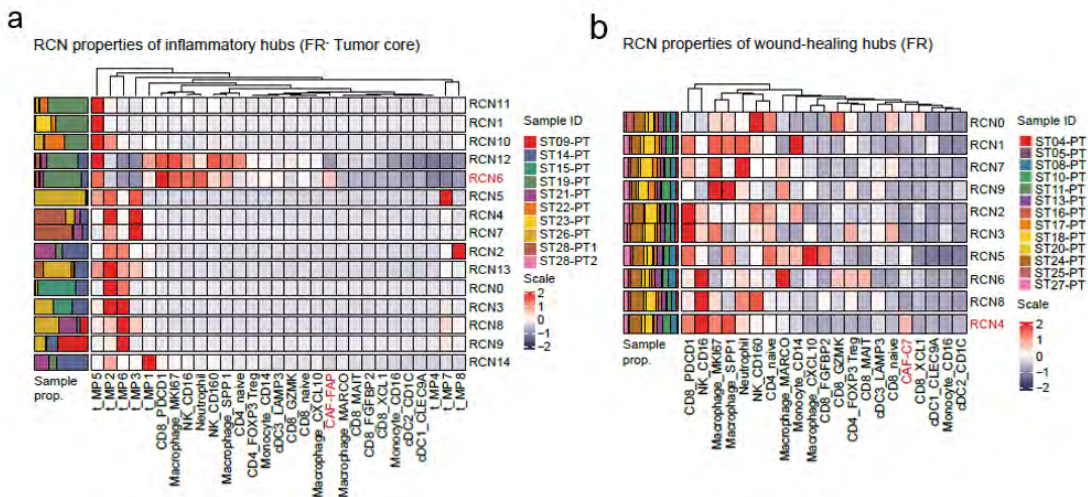 a
RCN properties of inflammatory hubs (FR- Tumor core)
RCN11
RCN1
RCN10
RCN12
RCN6
RCN5
RCN4
RCN7
RCN2
RCN13
RCN0
RCN3
RCN8
RCN9
RCN14
Sample ID
ST09-PT
ST14-PT
ST15-PT
ST19-PT
ST21-PT
ST22-PT
ST23-PT
ST26-PT
ST28-PT1
ST28-PT2
Scale
2
1
0
−1
−2
Sample
prop.
t_MP5
t_MP2
t_MP6
t_MP3
t_MP1
CD8_PDCD1
Macrophage_MKI67
NK_CD16
Neutrophil
NK_CD160
Macrophage_SPP1
CD4_naive
CD4_FOXP3 Treg
Monocyte_CD14
cDC3_LAMP3
CD8_GZMK
CD8_naive
Macrophage_CXCL10
CAF-FAP
Macrophage_MARCO
CD8_MAIT
CD8_FGFBP2
CD8_XCL1
Monocyte_CD16
cDC2_CD1C
cDC1_CLEC9A
t_MP4
t_MP7
t_MP8
b
RCN properties of wound-healing hubs (FR)
RCN0
RCN1
RCN7
RCN9
RCN2
RCN3
RCN5
RCN6
RCN8
RCN4
Sample ID
ST04-PT
ST05-PT
ST08-PT
ST10-PT
ST11-PT
ST13-PT
ST16-PT
ST17-PT
ST18-PT
ST20-PT
ST24-PT
ST25-PT
ST27-PT
Scale
2
1
0
−1
−2
Sample
prop.
CD8_PDCD1
NK_CD16
Macrophage_MKI67
Macrophage_SPP1
Neutrophil
NK_CD160
CD4_naive
Macrophage_MARCO
Monocyte_CD14
Macrophage_CXCL10
CD8_FGFBP2
CD8_GZMK
CD4_FOXP3 Treg
CD8_MAIT
cDC3_LAMP3
CD8_naive
CAF-C7
CD8_XCL1
cDC1_CLEC9A
Monocyte_CD16
cDC2_CD1C